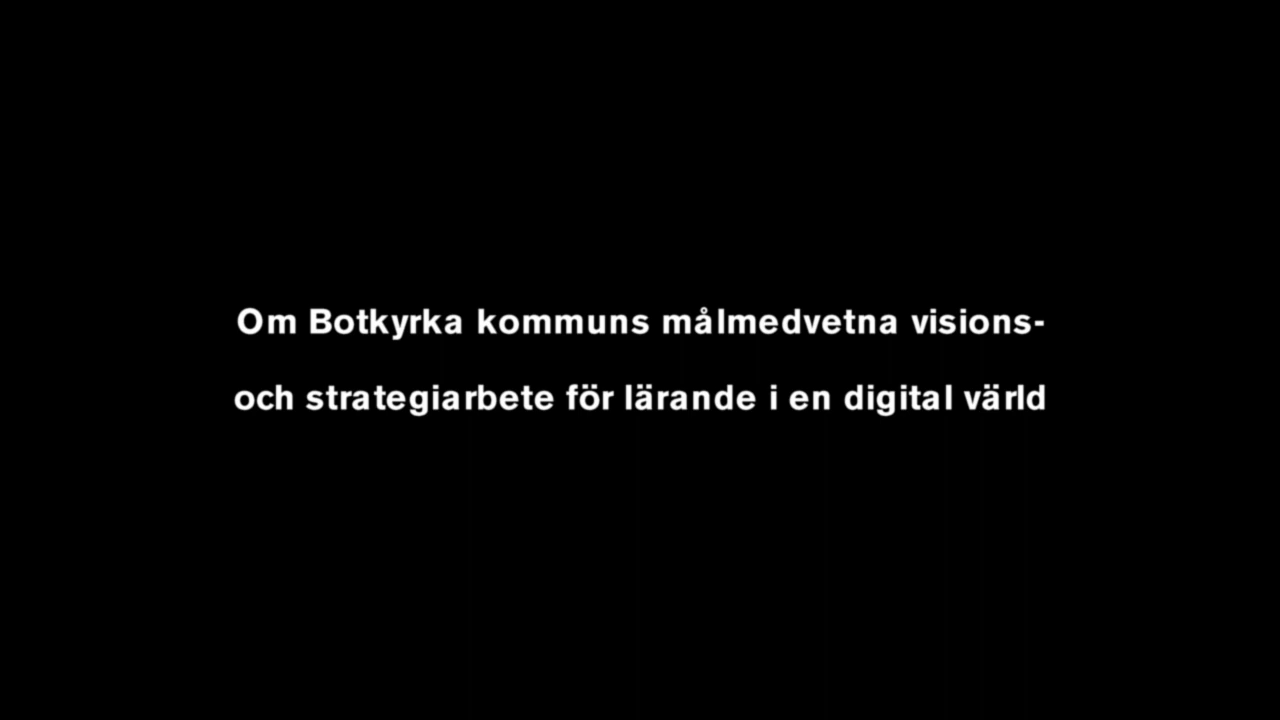 Om Botkyrka kommuns målmedvetna visions-
och strategiarbete för lärande i en digital värld